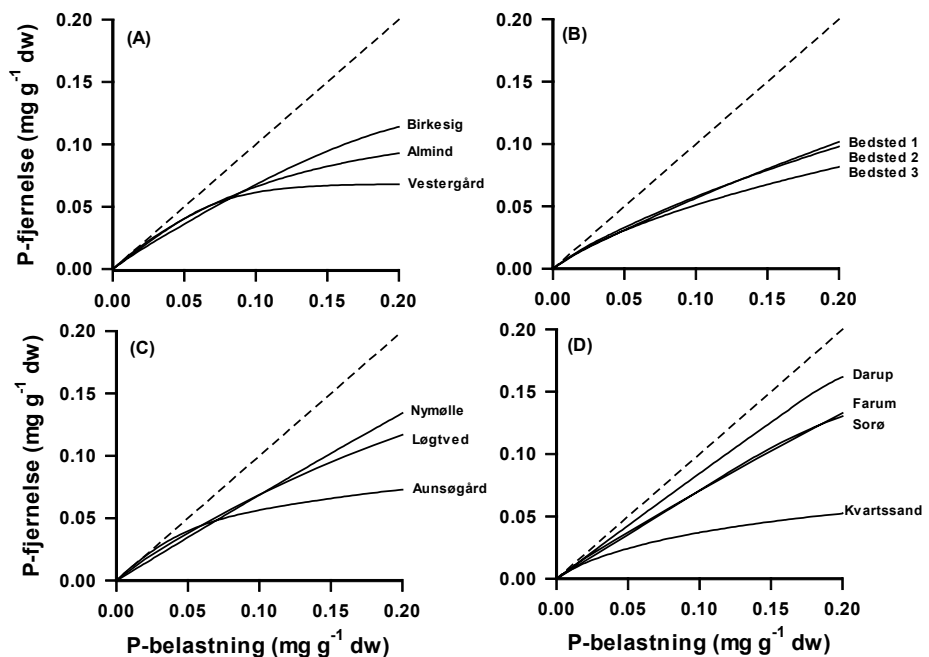 (A)
P-fjernelse (mg g-1 dw)
0.20
0.15
0.10
0.05
0.00
Birkesig
Almind
Vestergård
0.00 0.05 0.10 0.15 0.20
(B)
0.20
0.15
0.10
0.05
0.00
Bedsted 1
Bedsted 2
Bedsted 3
0.00 0.05 0.10 0.15 0.20
(C)
P-fjernelse (mg g-1 dw)
0.20
0.15
0.10
0.05
0.00
Nymølle
Løgtved
Aunsøgård
0.00 0.05 0.10 0.15 0.20
P-belastning (mg g-1 dw)
(D)
0.20
0.15
0.10
0.05
0.00
Darup
Farum
Sorø
Kvartssand
0.00 0.05 0.10 0.15 0.20
P-belastning (mg g-1 dw)